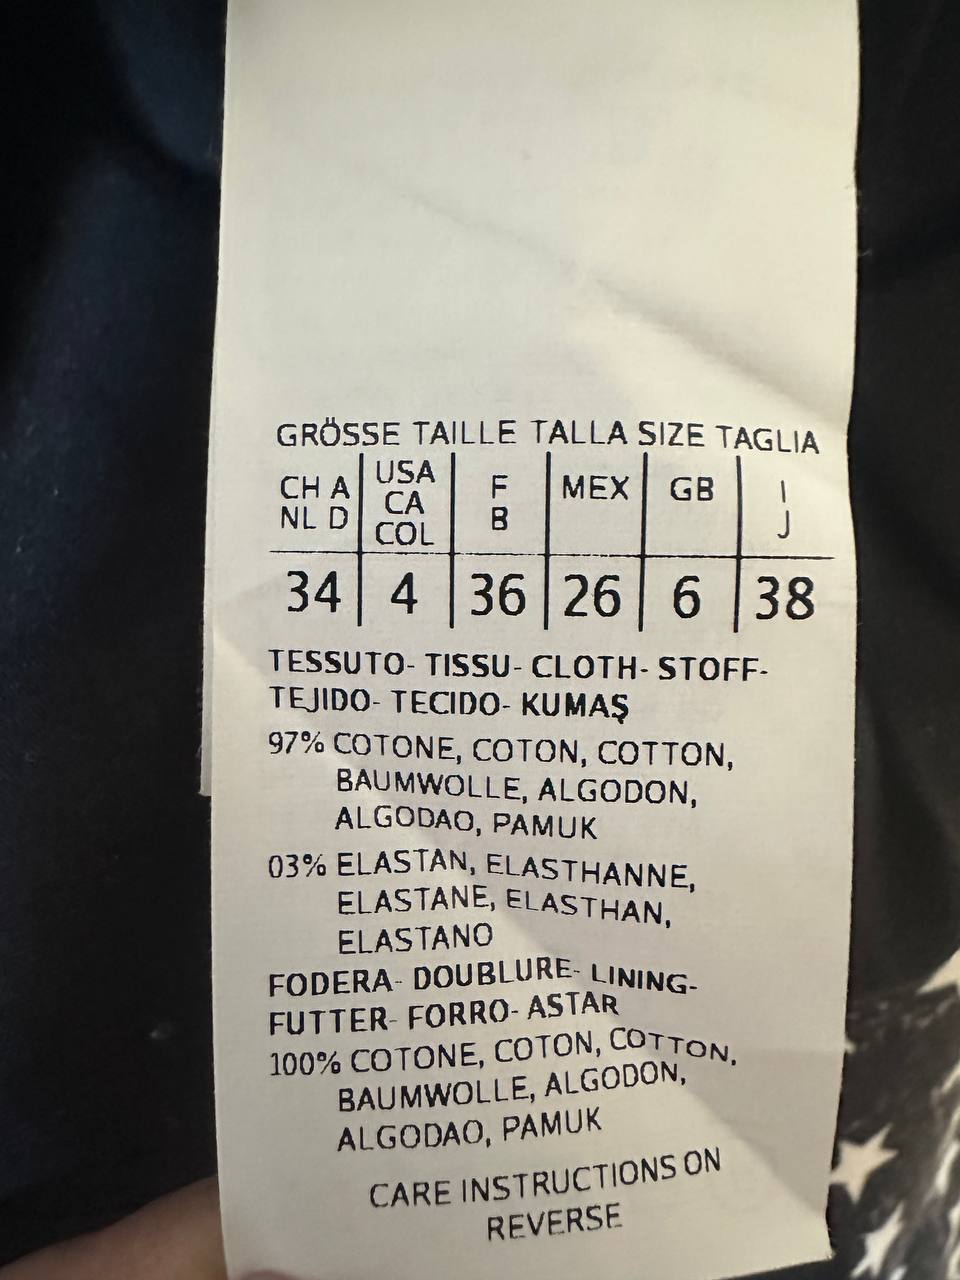 GRÖSSE TAILLE TALLA SIZE TAGLIA
CH A NL D | USA CA COL | F B | MEX | GB | I J
34 | 4 | 36 | 26 | 6 | 38
TESSUTO- TISSU- CLOTH- STOFF-
TEJIDO- TECIDO- KUMAŞ
97% COTONE, COTON, COTTON,
BAUMWOLLE, ALGODON,
ALGODAO, PAMUK
03% ELASTAN, ELASTHANNE,
ELASTANE, ELASTHAN,
ELASTANO
FODERA- DOUBLURE- LINING-
FUTTER- FORRO- ASTAR
100% COTONE, COTON, COTTON,
BAUMWOLLE, ALGODON,
ALGODAO, PAMUK
CARE INSTRUCTIONS ON
REVERSE